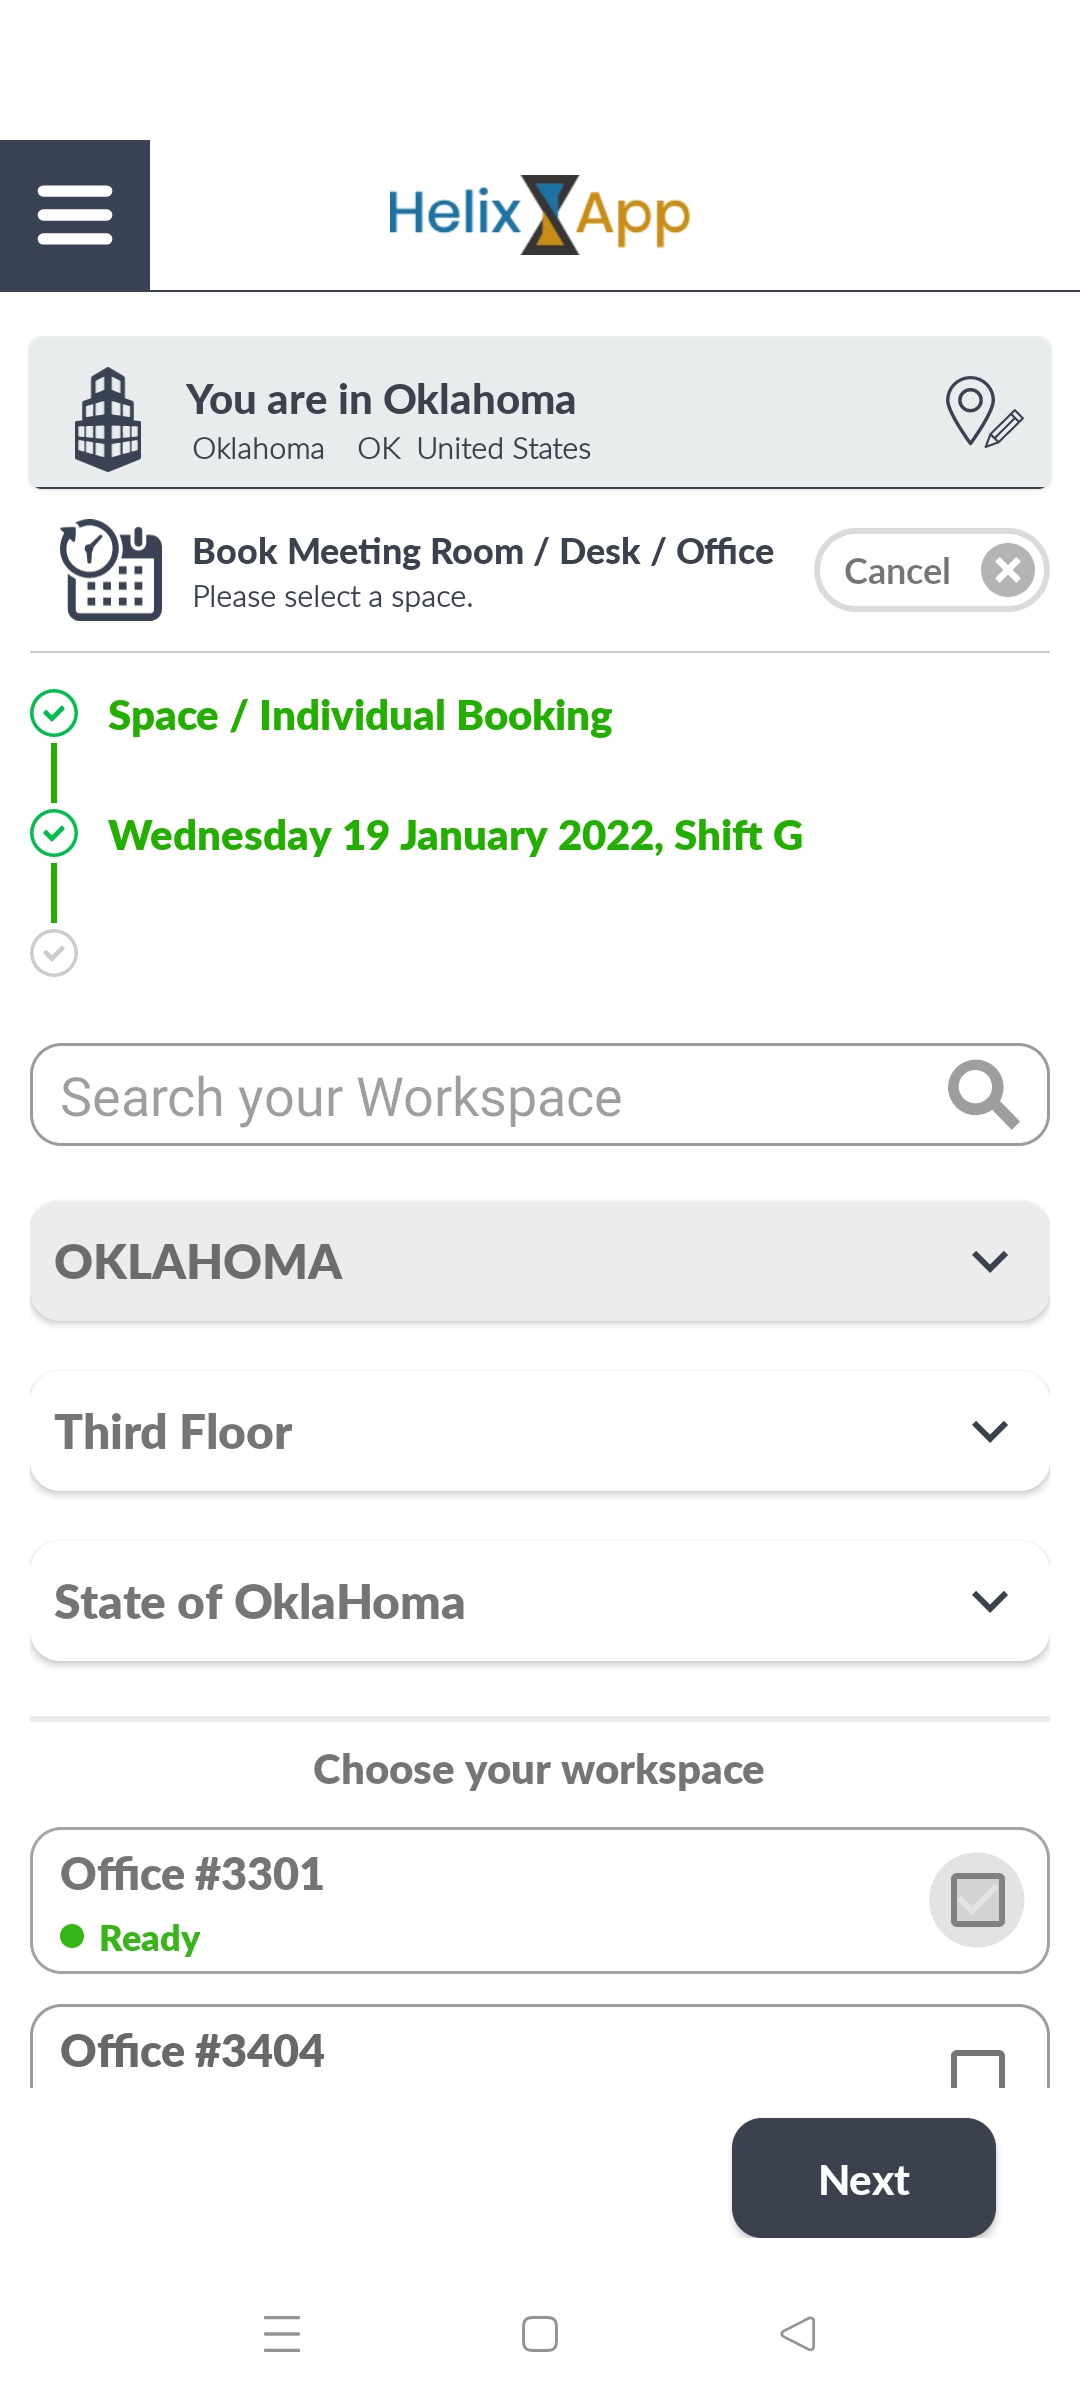 Helix App
You are in Oklahoma
Oklahoma OK United States
Book Meeting Room / Desk / Office
Please select a space.
Cancel
Space / Individual Booking
Wednesday 19 January 2022, Shift G
Search your Workspace
OKLAHOMA
Third Floor
State of OklaHoma
Choose your workspace
Office #3301
Ready
Office #3404
Next